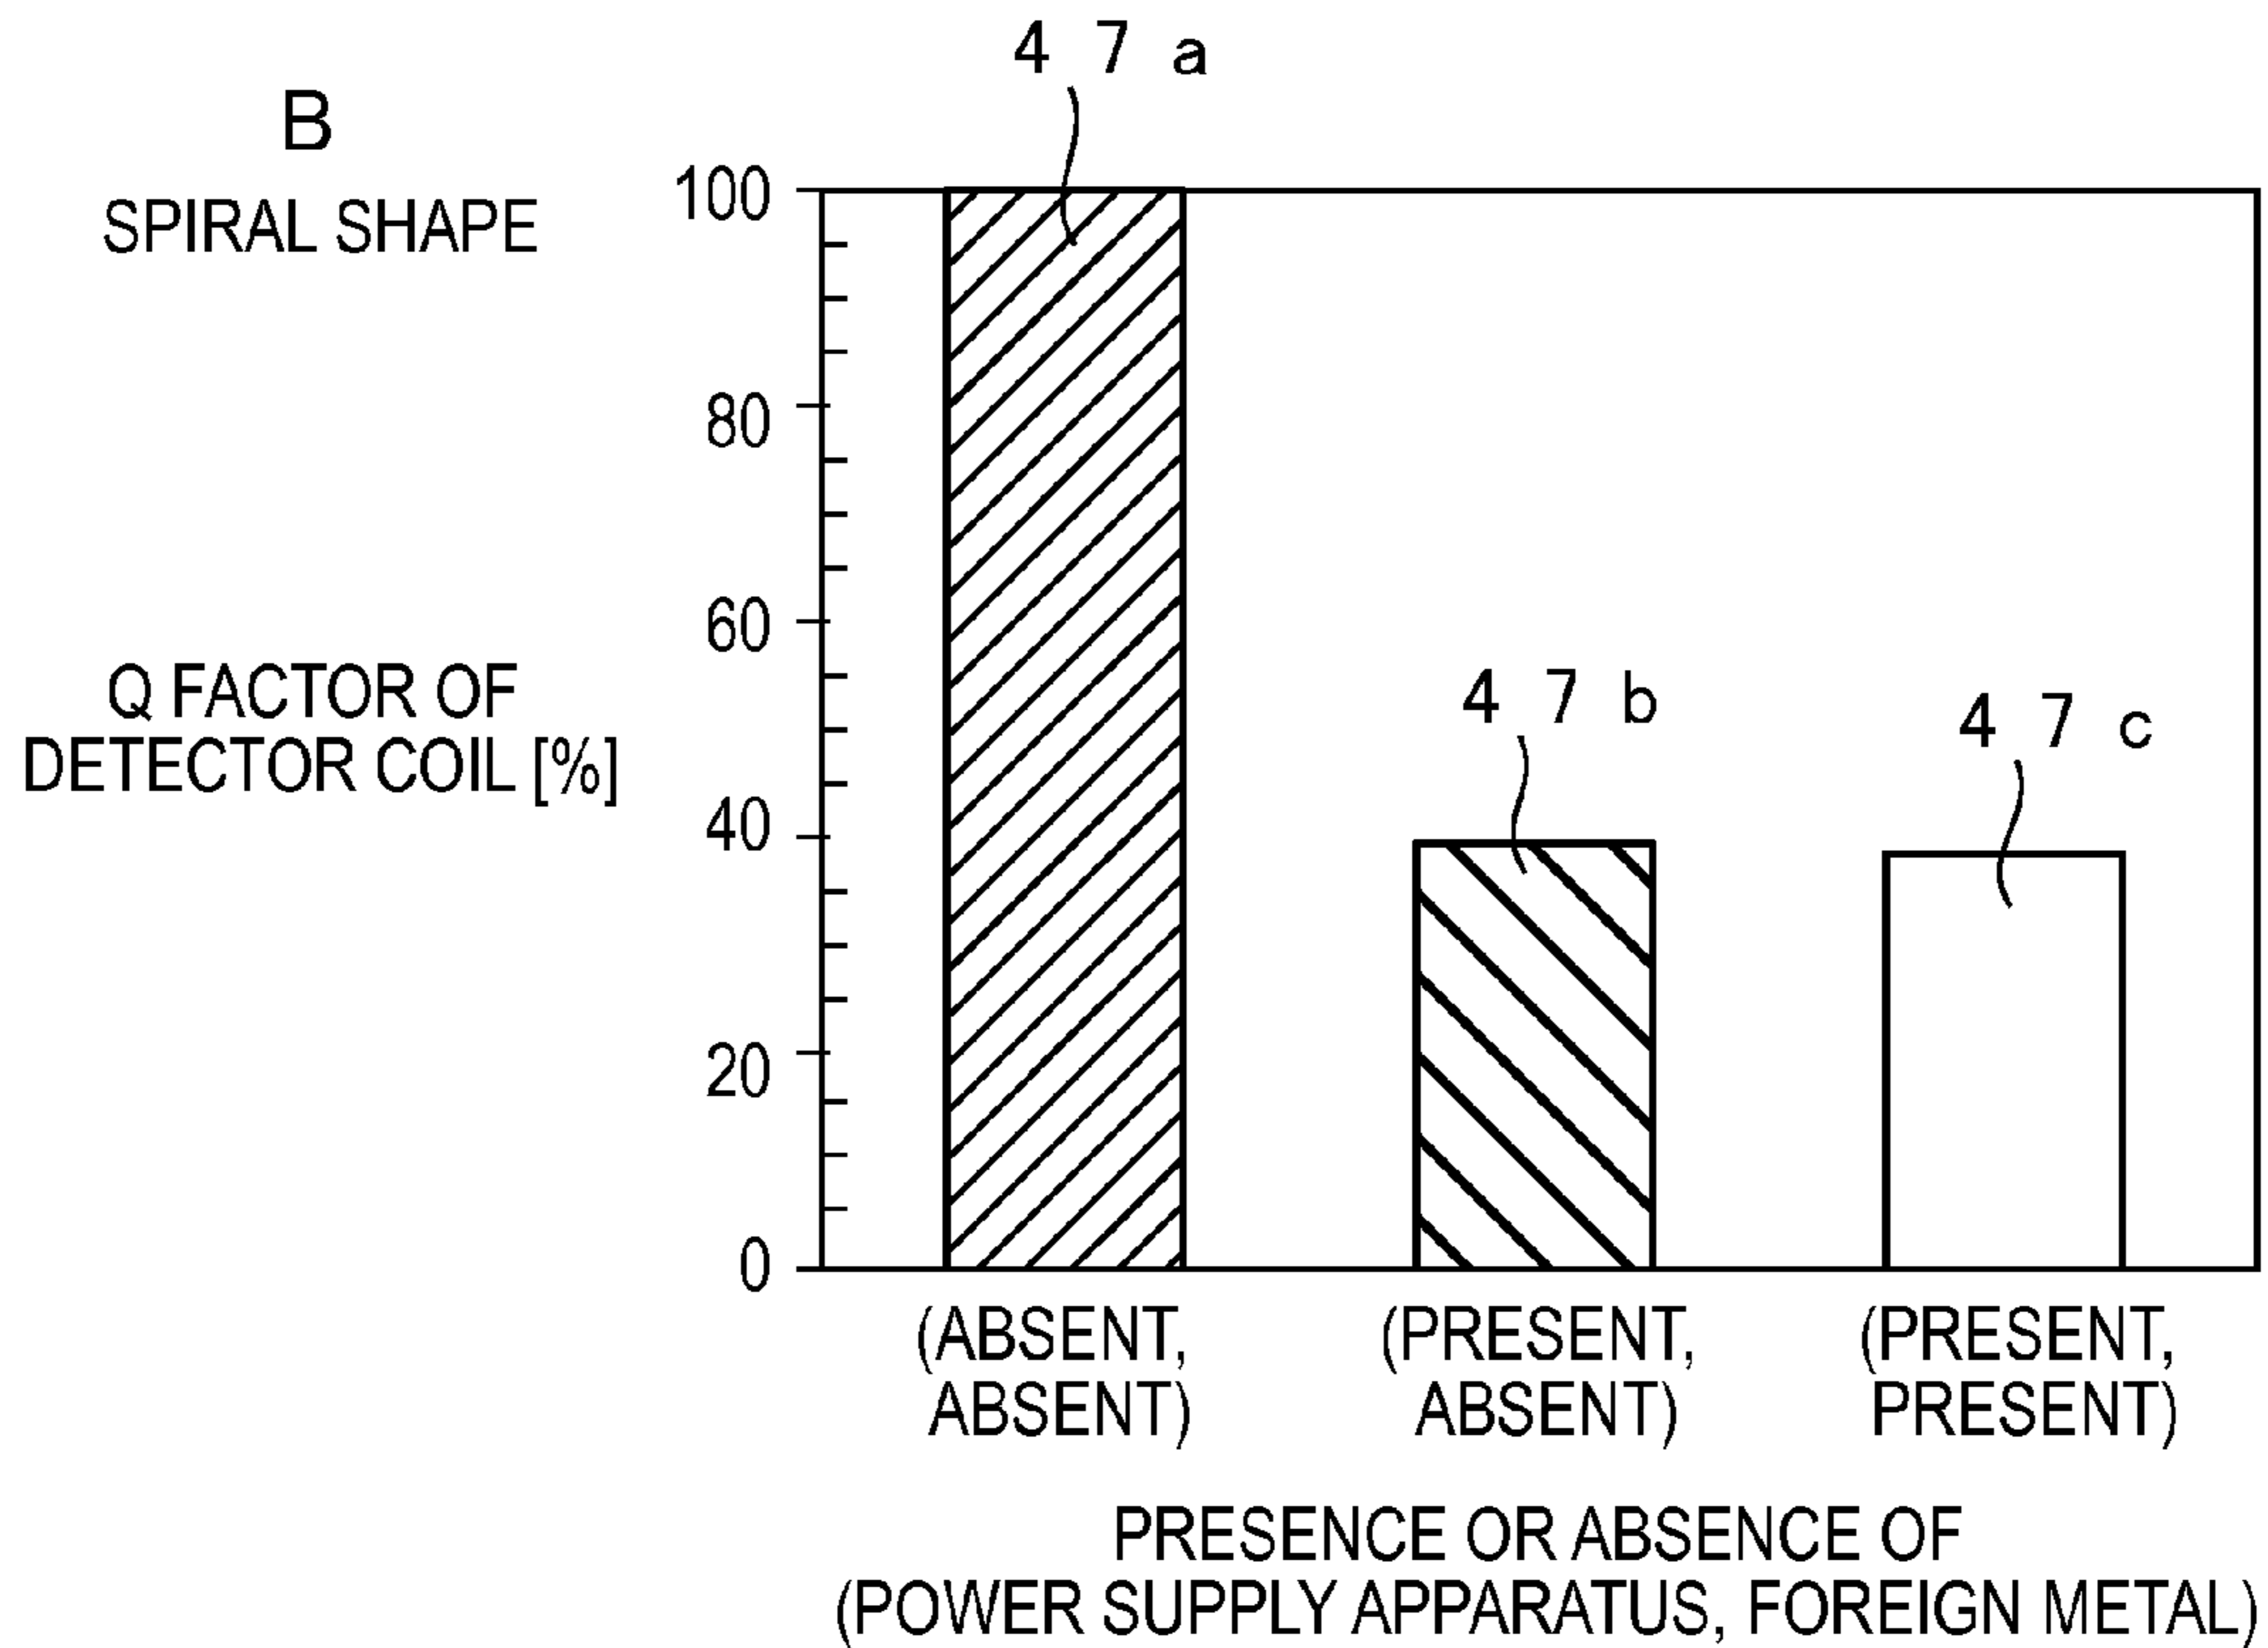 B
SPIRAL SHAPE
4 7 a
100
80
60
40
20
0
Q FACTOR OF
DETECTOR COIL [%]
4 7 b
4 7 c
(ABSENT,
ABSENT)
(PRESENT,
ABSENT)
(PRESENT,
PRESENT)
PRESENCE OR ABSENCE OF
(POWER SUPPLY APPARATUS, FOREIGN METAL)